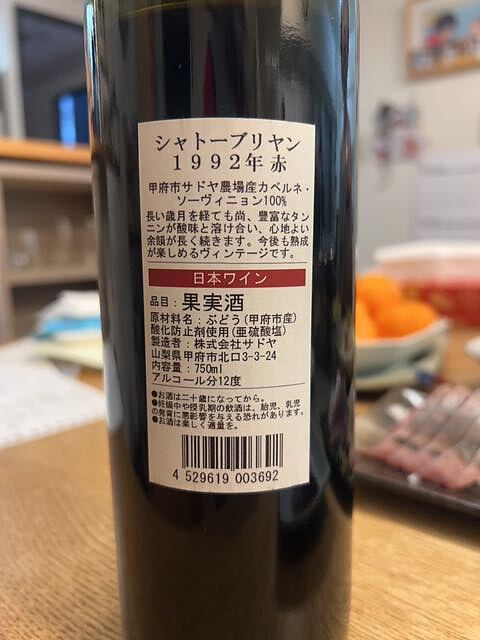 シャトーブリヤン
1992年 赤
甲府市サドヤ農場産カベルネ・
ソーヴィニョン100%
長い歳月を経ても尚、豊富なタン
ニンが酸味と溶け合い、心地よい
余韻が長く続きます。今後も熟成
が楽しめるヴィンテージです。
日本ワイン
品目：果実酒
原材料名：ぶどう(甲府市産)
酸化防止剤使用(亜硫酸塩)
製造者：株式会社サドヤ
山梨県甲府市北口3-3-24
内容量：750ml
アルコール分12度
●お酒は二十歳になってから。
●妊娠中や授乳期の飲酒は、胎児、乳児
の発育に悪影響を与える恐れがあります。
●お酒は楽しく適量を。
4 529619 003692